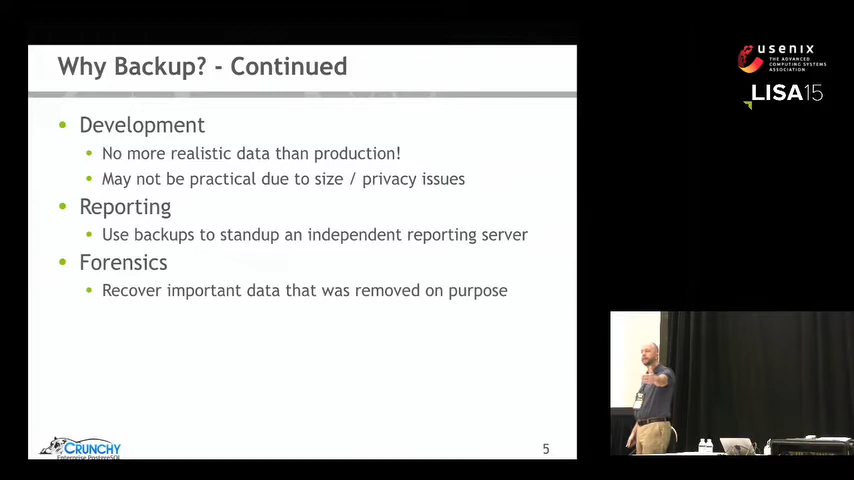 Why Backup? - Continued
• Development
• No more realistic data than production!
• May not be practical due to size / privacy issues
• Reporting
• Use backups to standup an independent reporting server
• Forensics
• Recover important data that was removed on purpose
CRUNCHY
Enterprise PostgreSQL
5
usenix
THE ADVANCED
COMPUTING SYSTEMS
ASSOCIATION
LISA15